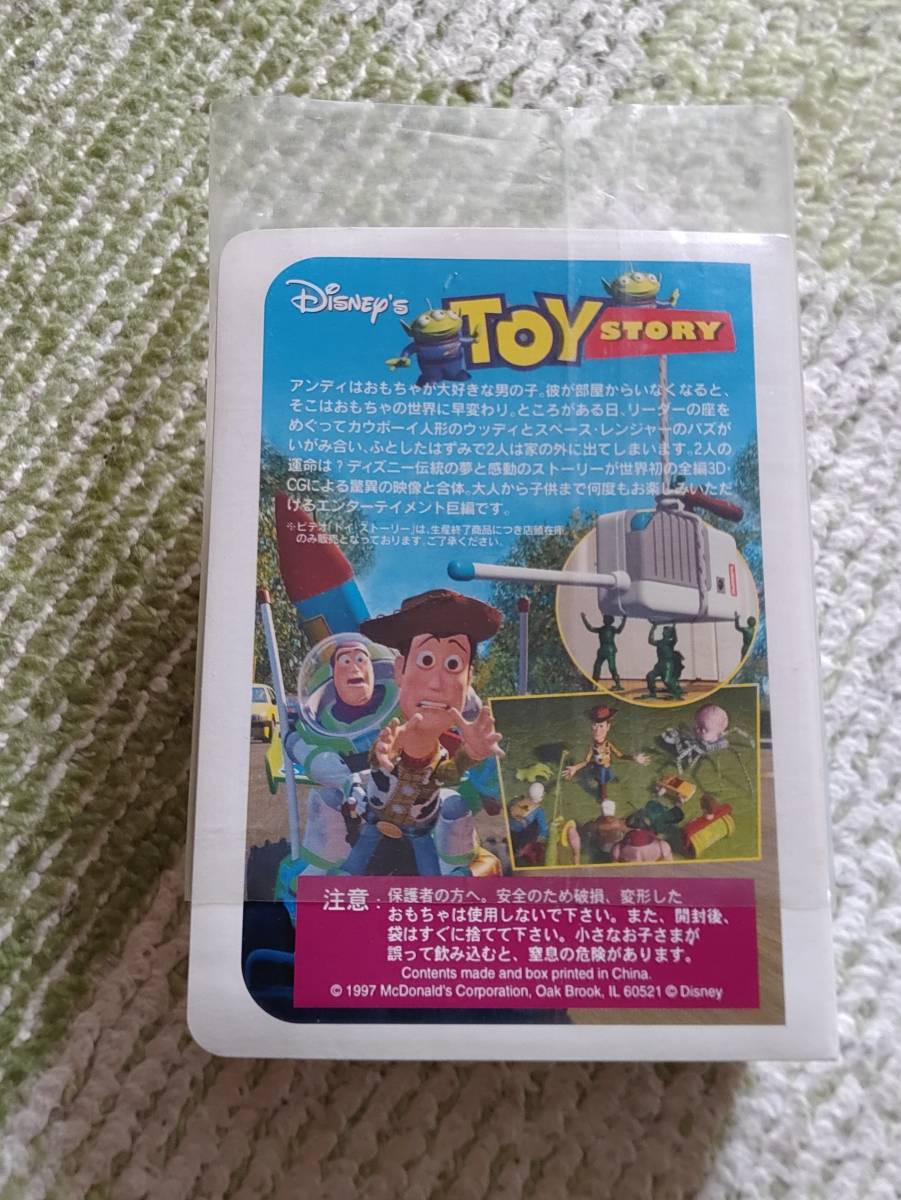 Disney's
TOY STORY
アンディはおもちゃが大好きな男の子。彼が部屋からいなくなると、
そこはおもちゃの世界に早変わり。ところがある日、リーダーの座を
めぐってカウボーイ人形のウッディとスペース・レンジャーのバズが
いがみ合い、ふとしたはずみで2人は家の外に出てしまいます。2人の
運命は？ディズニー伝統の夢と感動のストーリーが世界初の全編3D・
CGによる驚異の映像と合体。大人から子供まで何度もお楽しみいただ
けるエンターテイメント巨編です。
※ビデオ「トイ・ストーリー」は、生産終了商品につき店頭在庫
のみ販売となっております。ご了承ください。
注意： 保護者の方へ。安全のため破損、変形した
おもちゃは使用しないで下さい。また、開封後、
袋はすぐに捨てて下さい。小さなお子さまが
誤って飲み込むと、窒息の危険があります。
Contents made and box printed in China.
© 1997 McDonald's Corporation, Oak Brook, IL 60521 © Disney